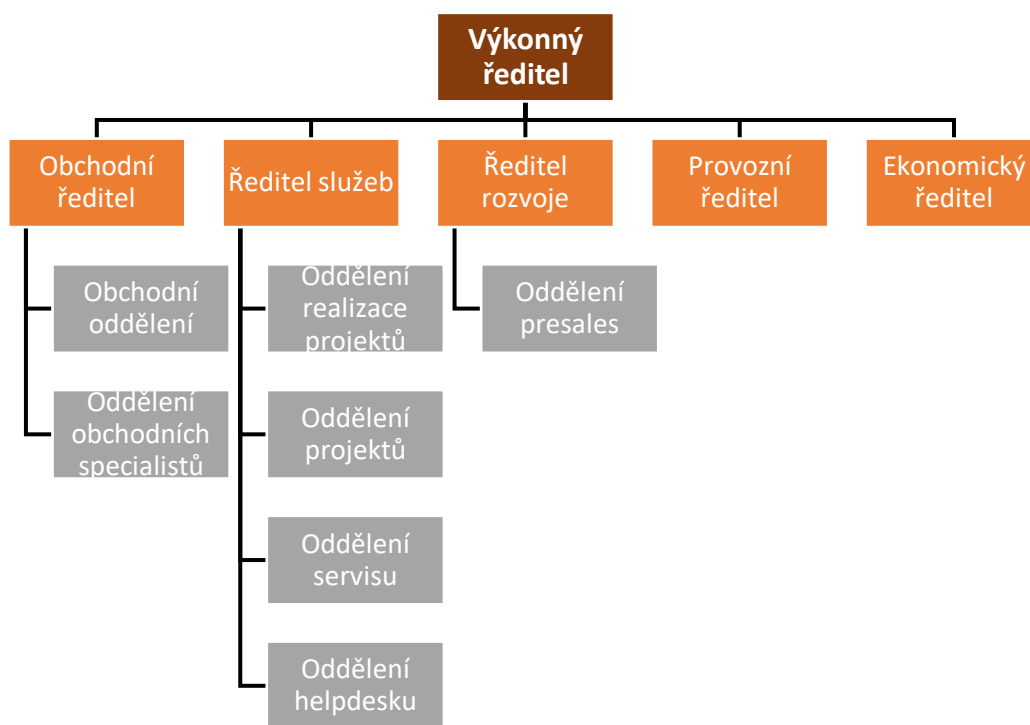 Výkonný
ředitel
Obchodní
ředitel
Ředitel služeb
Ředitel
rozvoje
Provozní
ředitel
Ekonomický
ředitel
Obchodní
oddělení
Oddělení
realizace
projektů
Oddělení
presales
Oddělení
obchodních
specialistů
Oddělení
projektů
Oddělení
servisu
Oddělení
helpdesku